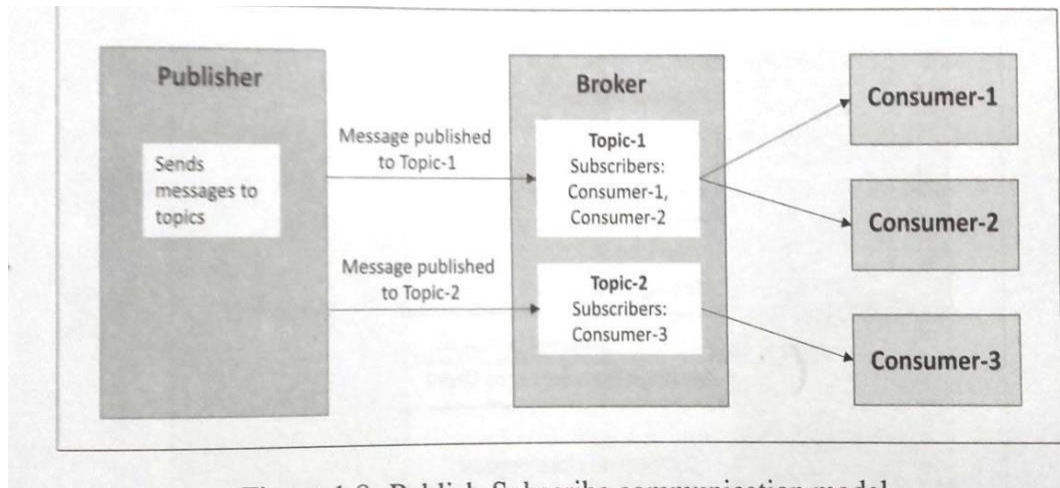 Publisher
Sends
messages to
topics
Message published
to Topic-1
Message published
to Topic-2
Broker
Topic-1
Subscribers:
Consumer-1,
Consumer-2
Topic-2
Subscribers:
Consumer-3
Consumer-1
Consumer-2
Consumer-3
Publish-Subscribe communication model